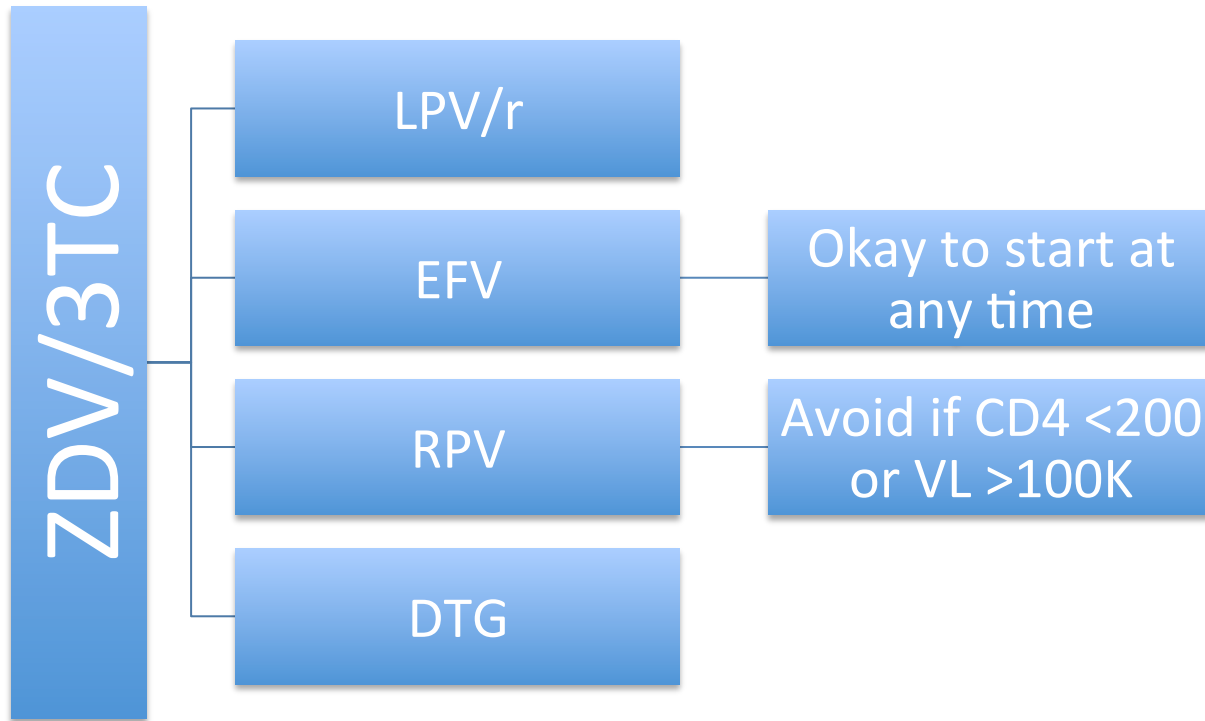 ZDV/3TC
LPV/r
EFV
Okay to start at
any time
RPV
Avoid if CD4 <200
or VL >100K
DTG